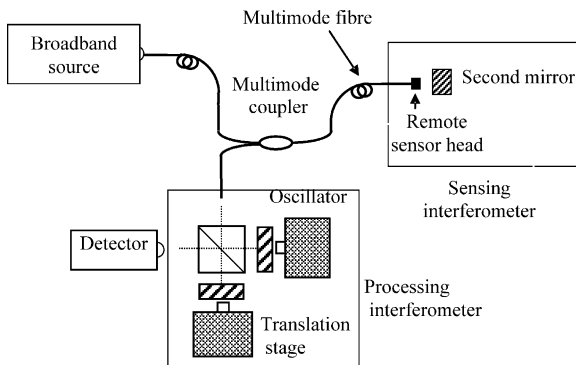 Multimode fibre
Broadband
source
Multimode
coupler
Second mirror
Remote
sensor head
Sensing
interferometer
Oscillator
Detector
Processing
interferometer
Translation
stage